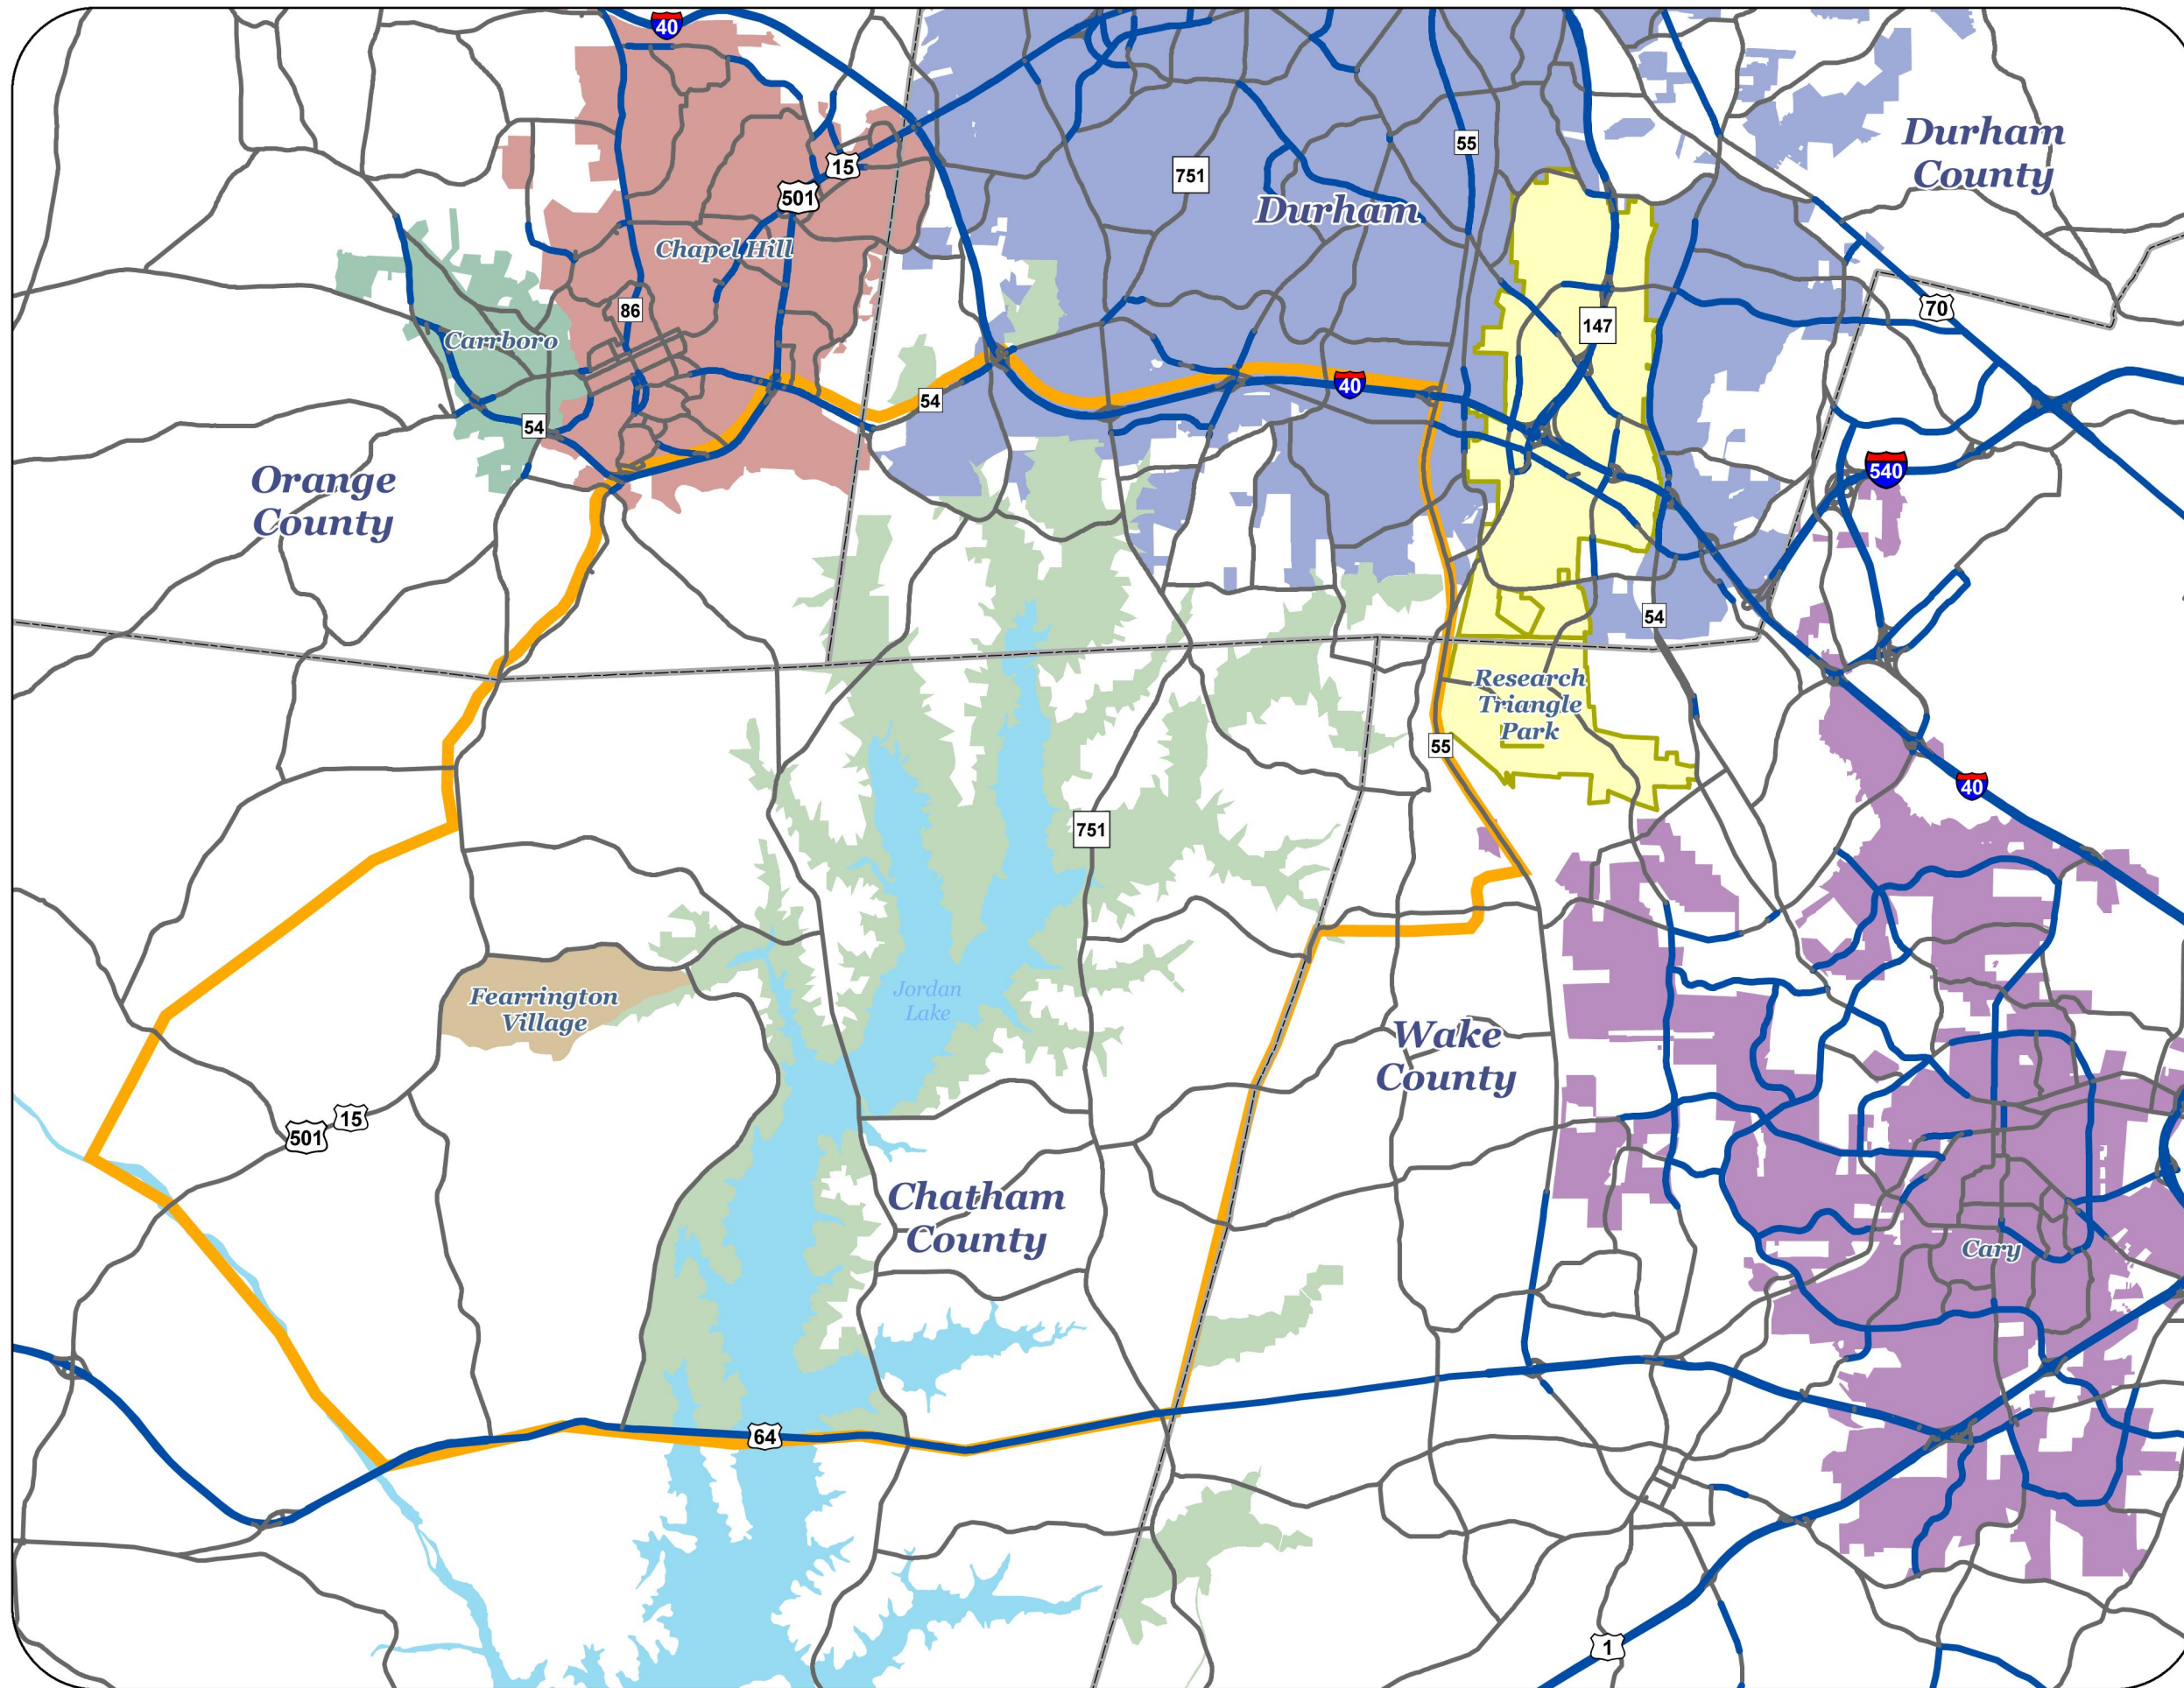 40
Durham
County
55
15
751
501
Durham
Chapel Hill
86
70
147
Carrboro
40
54
54
540
Orange
County
54
Research
Triangle
Park
55
40
751
Jordan
Lake
Fearrington
Village
Wake
County
15
501
Chatham
County
Cary
64
1